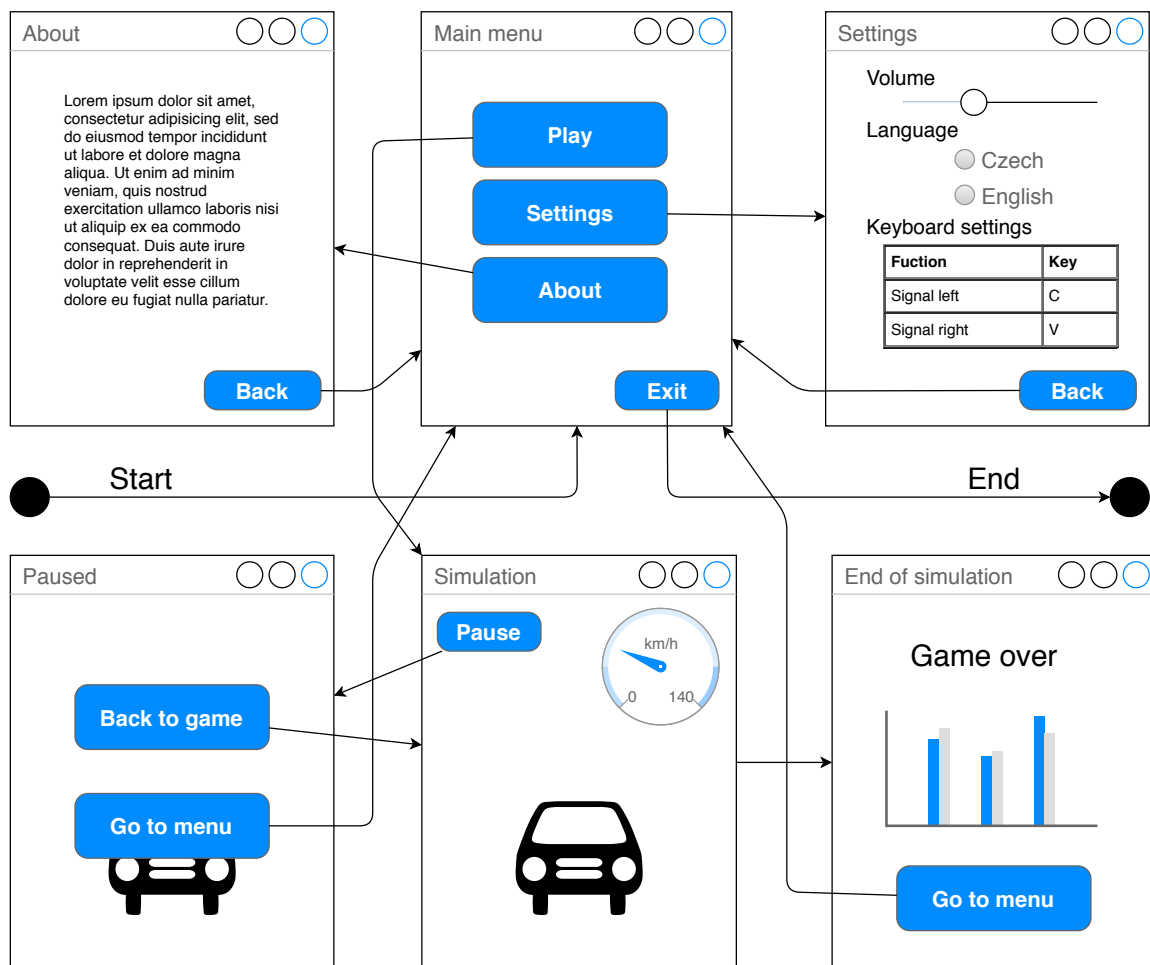 About
Lorem ipsum dolor sit amet,
consectetur adipisicing elit, sed
do eiusmod tempor incididunt
ut labore et dolore magna
aliqua. Ut enim ad minim
veniam, quis nostrud
exercitation ullamco laboris nisi
ut aliquip ex ea commodo
consequat. Duis aute irure
dolor in reprehenderit in
voluptate velit esse cillum
dolore eu fugiat nulla pariatur.
Back
Main menu
Play
Settings
About
Exit
Settings
Volume
Language
Czech
English
Keyboard settings
Fuction Key
Signal left C
Signal right V
Back
Start
End
Paused
Back to game
Go to menu
Simulation
Pause
km/h
0 140
End of simulation
Game over
Go to menu